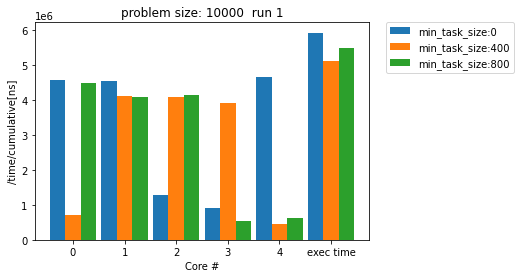 problem size: 10000  run 1
1e6
6
5
4
3
2
1
0
/time/cumulative[ns]
0 1 2 3 4 exec time
Core #
min_task_size:0
min_task_size:400
min_task_size:800